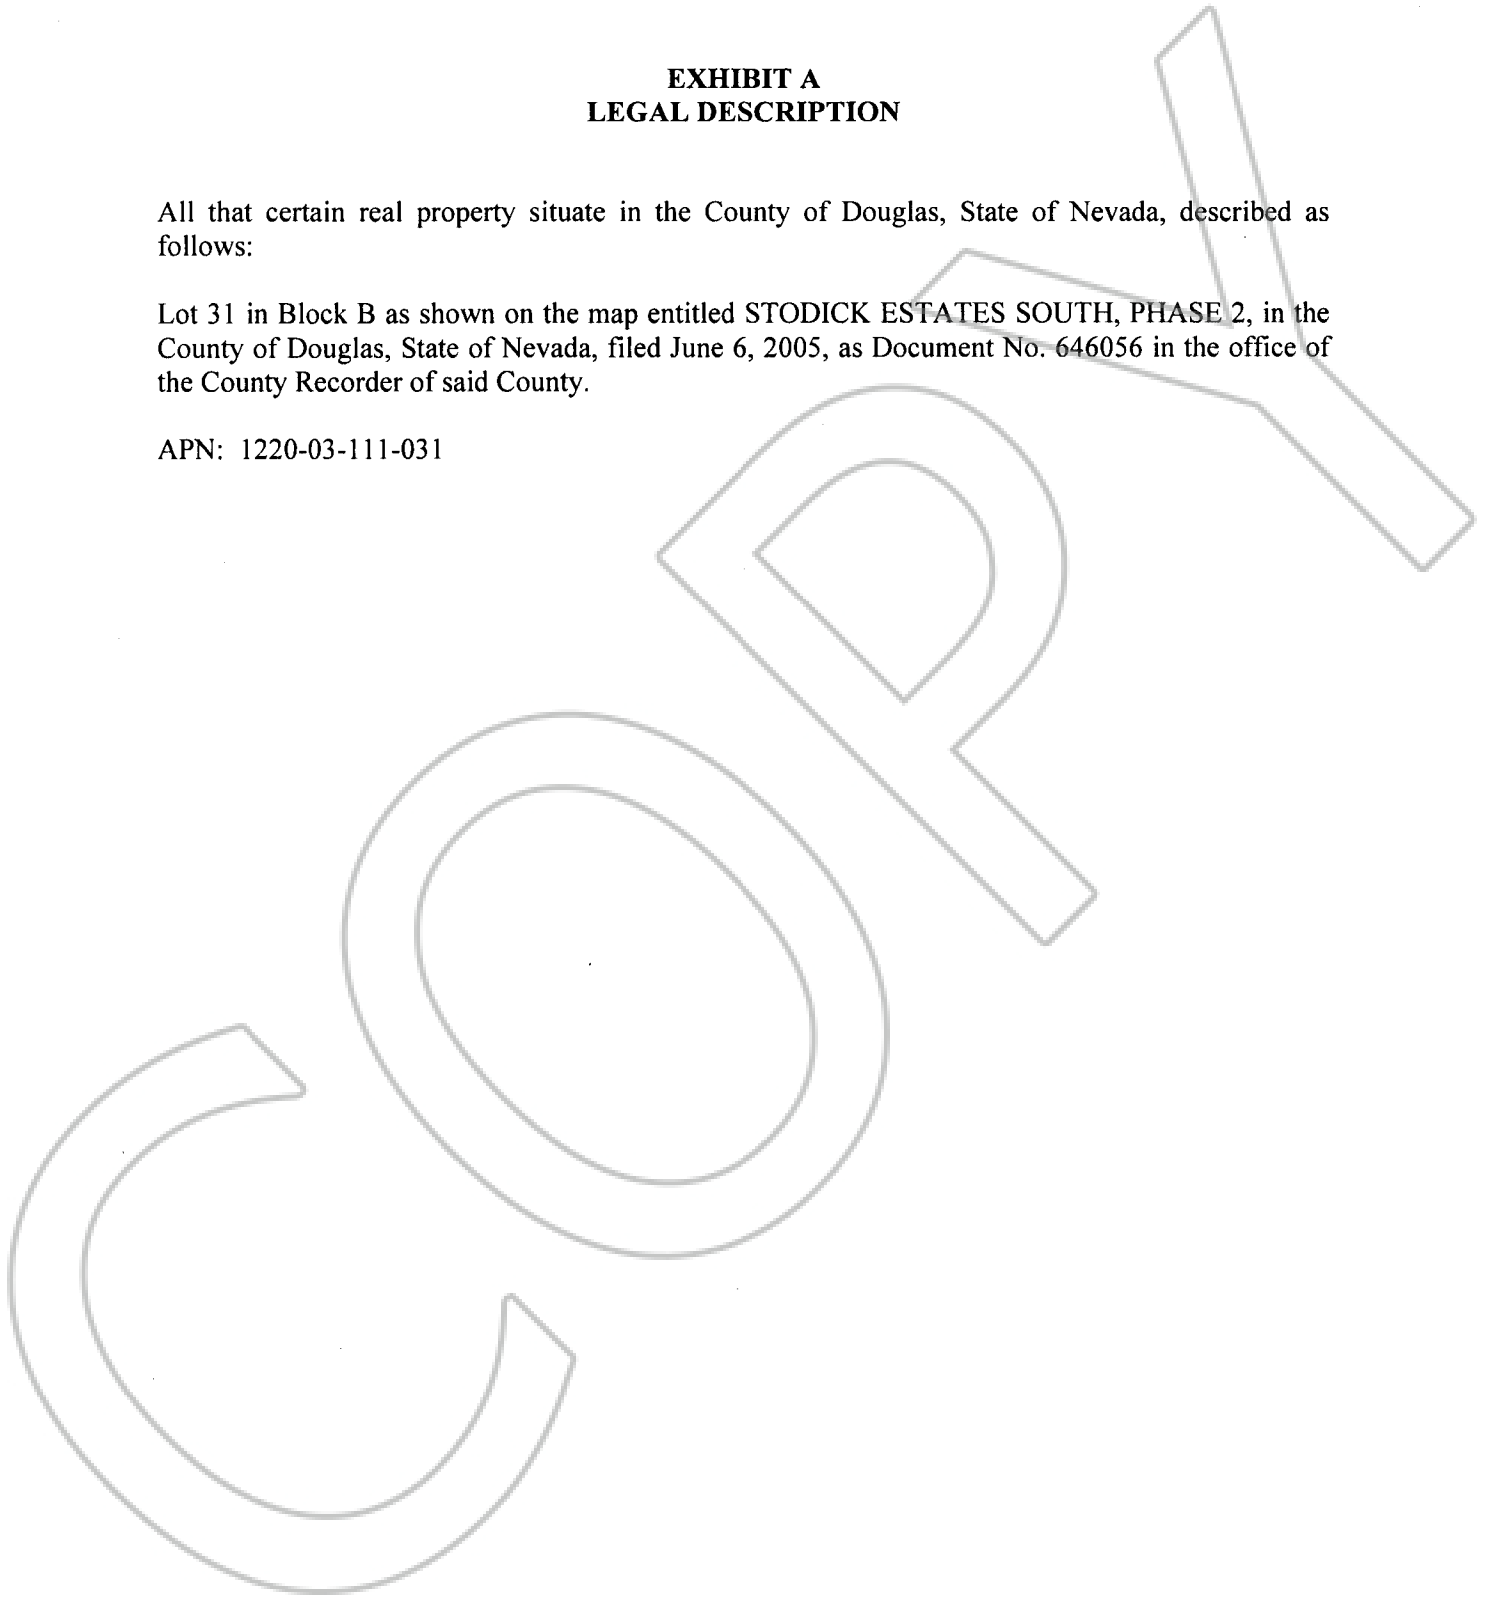 EXHIBIT A
LEGAL DESCRIPTION
All that certain real property situate in the County of Douglas, State of Nevada, described as
follows:
Lot 31 in Block B as shown on the map entitled STODICK ESTATES SOUTH, PHASE 2, in the
County of Douglas, State of Nevada, filed June 6, 2005, as Document No. 646056 in the office of
the County Recorder of said County.
APN: 1220-03-111-031
COPY